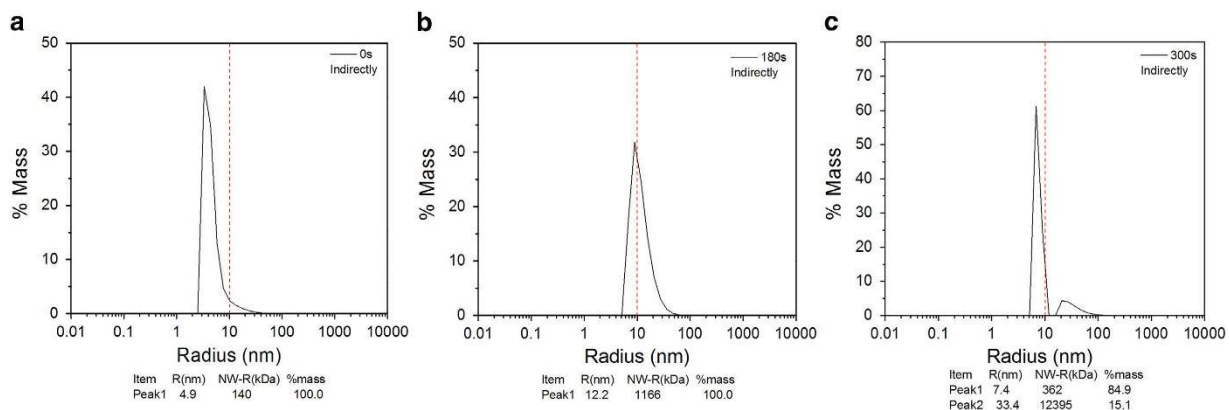 a
50
40
30
20
10
0
% Mass
0s
Indirectly
0.01 0.1 1 10 100 1000 10000
Radius (nm)
Item R(nm) NW-R(kDa) %mass
Peak1 4.9 140 100.0
b
50
40
30
20
10
0
% Mass
180s
Indirectly
0.01 0.1 1 10 100 1000 10000
Radius (nm)
Item R(nm) NW-R(kDa) %mass
Peak1 12.2 1166 100.0
c
80
70
60
50
40
30
20
10
0
% Mass
300s
Indirectly
0.01 0.1 1 10 100 1000 10000
Radius (nm)
Item R(nm) NW-R(kDa) %mass
Peak1 7.4 362 84.9
Peak2 33.4 12395 15.1